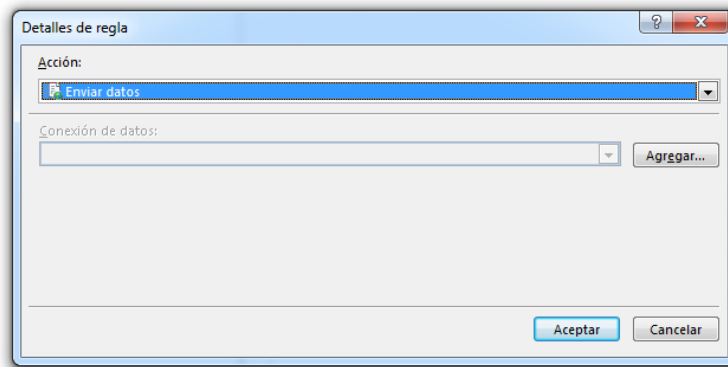 Detalles de regla
Acción:
Enviar datos
Conexión de datos:
Agregar...
Aceptar
Cancelar